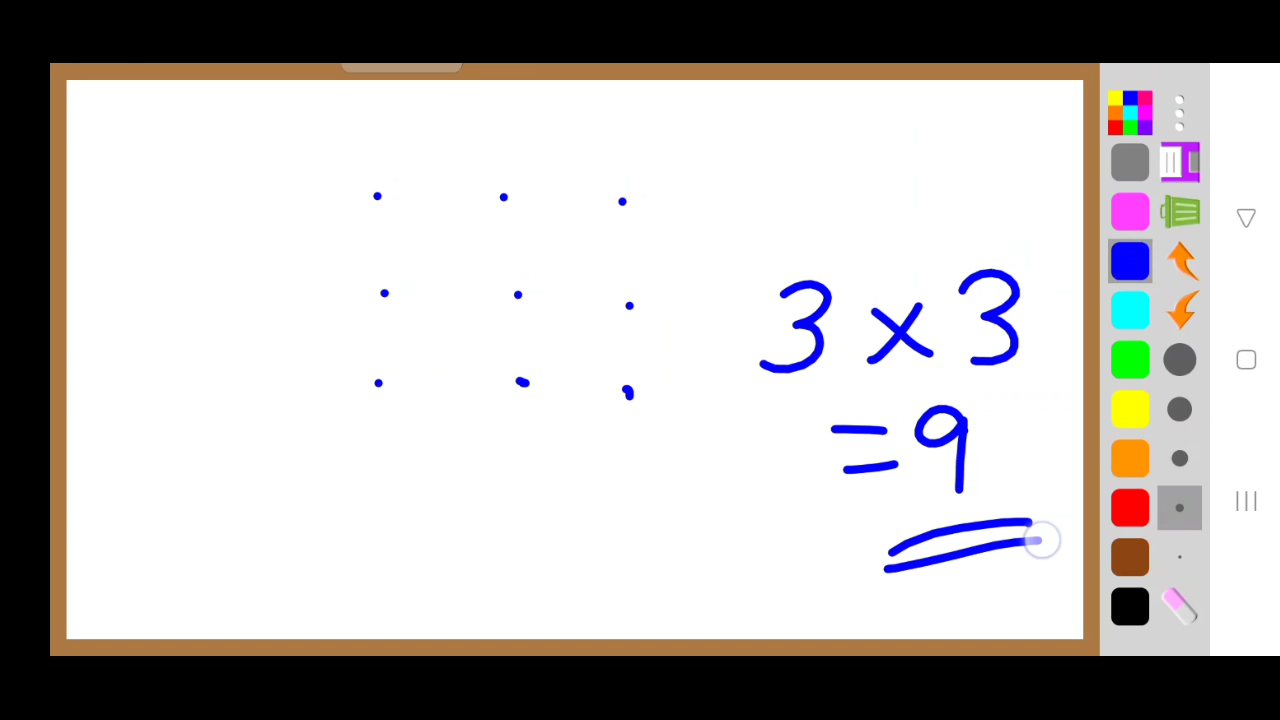 3 x 3
= 9